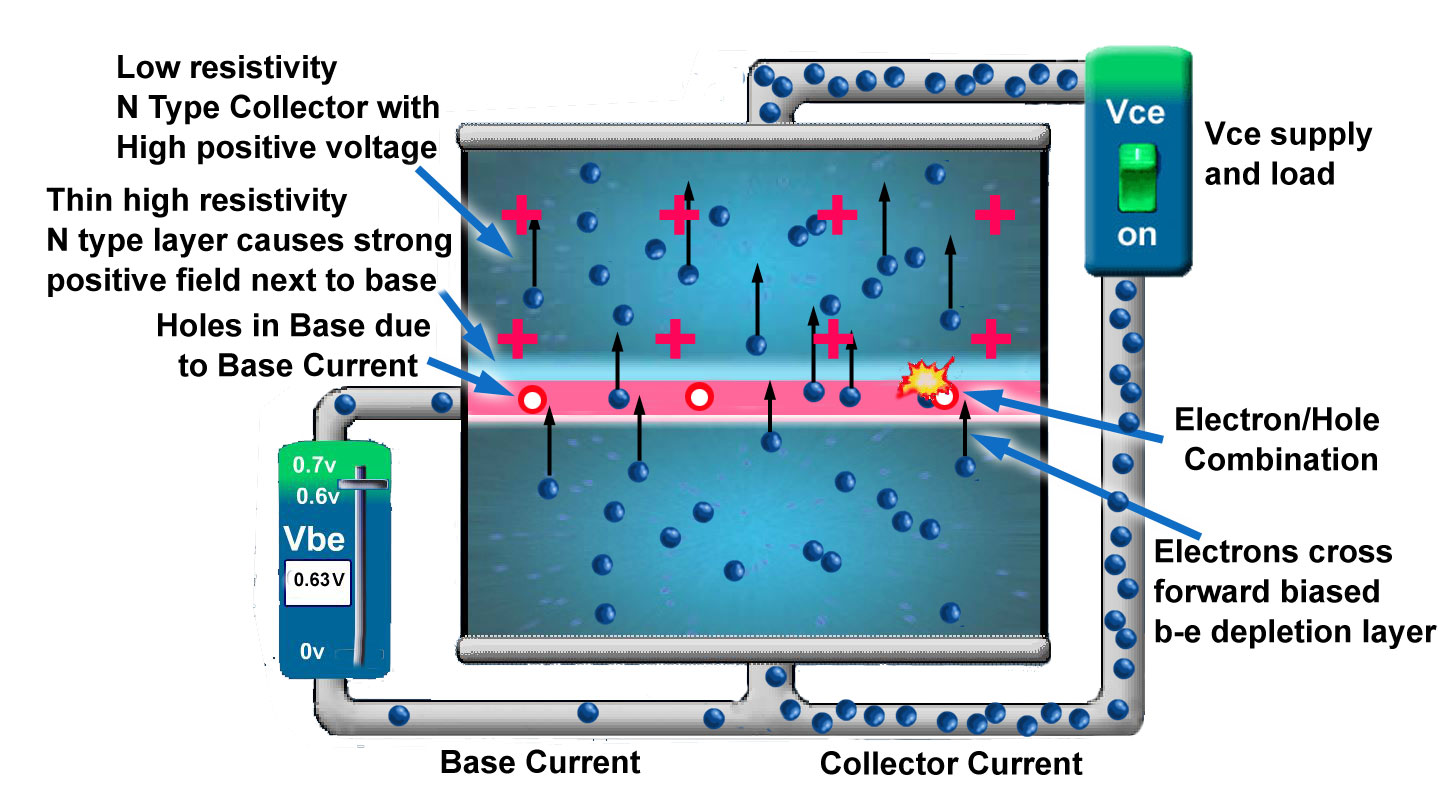 Low resistivity
N Type Collector with
High positive voltage
Thin high resistivity
N type layer causes strong
positive field next to base
Holes in Base due
to Base Current
Vce
on
Vce supply
and load
0.7v
0.6v
Vbe
0.63V
0v
Electron/Hole
Combination
Electrons cross
forward biased
b-e depletion layer
Base Current
Collector Current